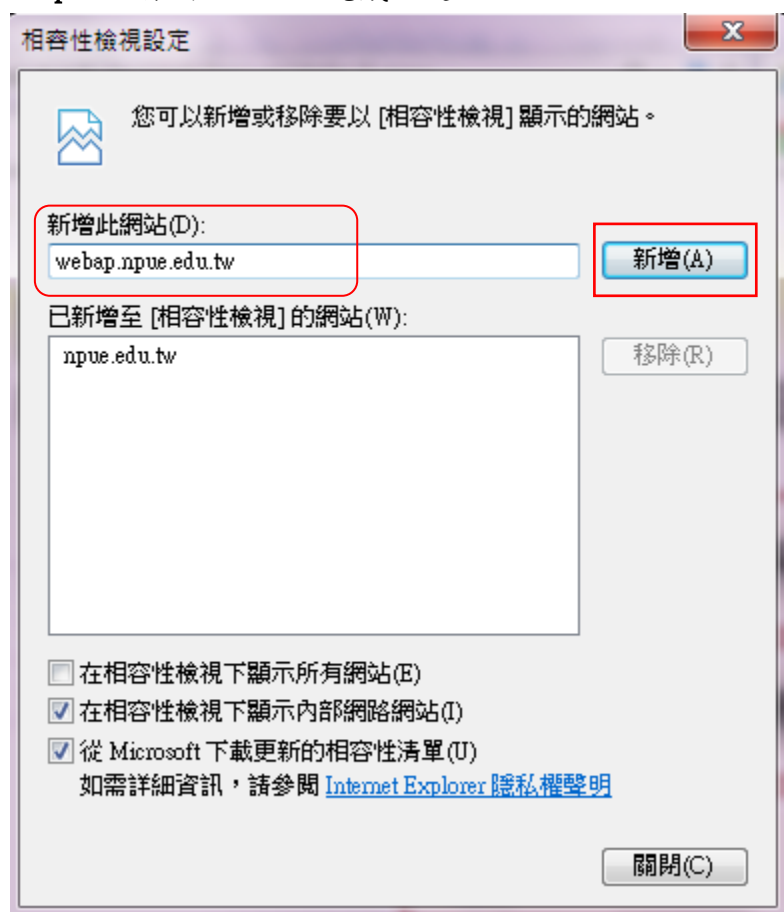 相容性檢視設定
您可以新增或移除要以 [相容性檢視] 顯示的網站。
新增此網站(D):
webap.npue.edu.tw
新增(A)
已新增至 [相容性檢視] 的網站(W):
npue.edu.tw
移除(R)
在相容性檢視下顯示所有網站(E)
在相容性檢視下顯示內部網路網站(I)
從 Microsoft 下載更新的相容性清單(U)
如需詳細資訊，請參閱 Internet Explorer 隱私權聲明
關閉(C)